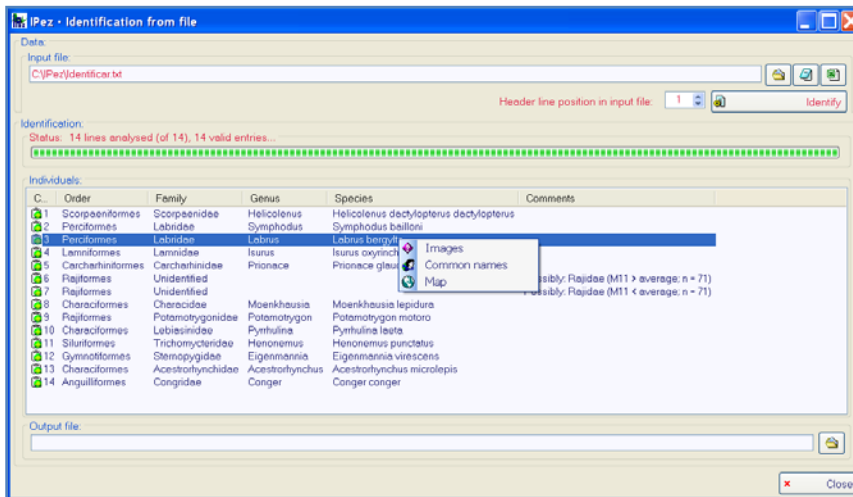 IPez - Identification from file
Data:
Input file:
C:\IPez\Identificar.txt
Header line position in input file: 1 Identify
Identification:
Status: 14 lines analysed (of 14), 14 valid entries...
Individuals:
C... Order Family Genus Species Comments
1 Scorpaeniformes Scorpaenidae Helicolenus Helicolenus dactylopterus dactylopterus
2 Perciformes Labridae Symphodus Symphodus bailloni
3 Perciformes Labridae Labrus Labrus bergylt
Images
4 Lamniformes Lamnidae Isurus Isurus oxyrinch
Common names
5 Carcharhiniformes Carcharhinidae Prionace Prionace glau
Map
6 Rajiformes Unidentified Possibly: Rajidae (M11 > average; n = 71)
7 Rajiformes Unidentified ssibly: Rajidae (M11 < average; n = 71)
8 Characiformes Characidae Moenkhausia Moenkhausia lepidura
9 Rajiformes Potamotrygonidae Potamotrygon Potamotrygon motoro
10 Characiformes Lebiasinidae Pyrrhulina Pyrrhulina laeta
11 Siluriformes Trichomycteridae Henonemus Henonemus punctatus
12 Gymnotiformes Sternopygidae Eigenmannia Eigenmannia virescens
13 Characiformes Acestrorhynchidae Acestrorhynchus Acestrorhynchus microlepis
14 Anguilliformes Congridae Conger Conger conger
Output file:
Close